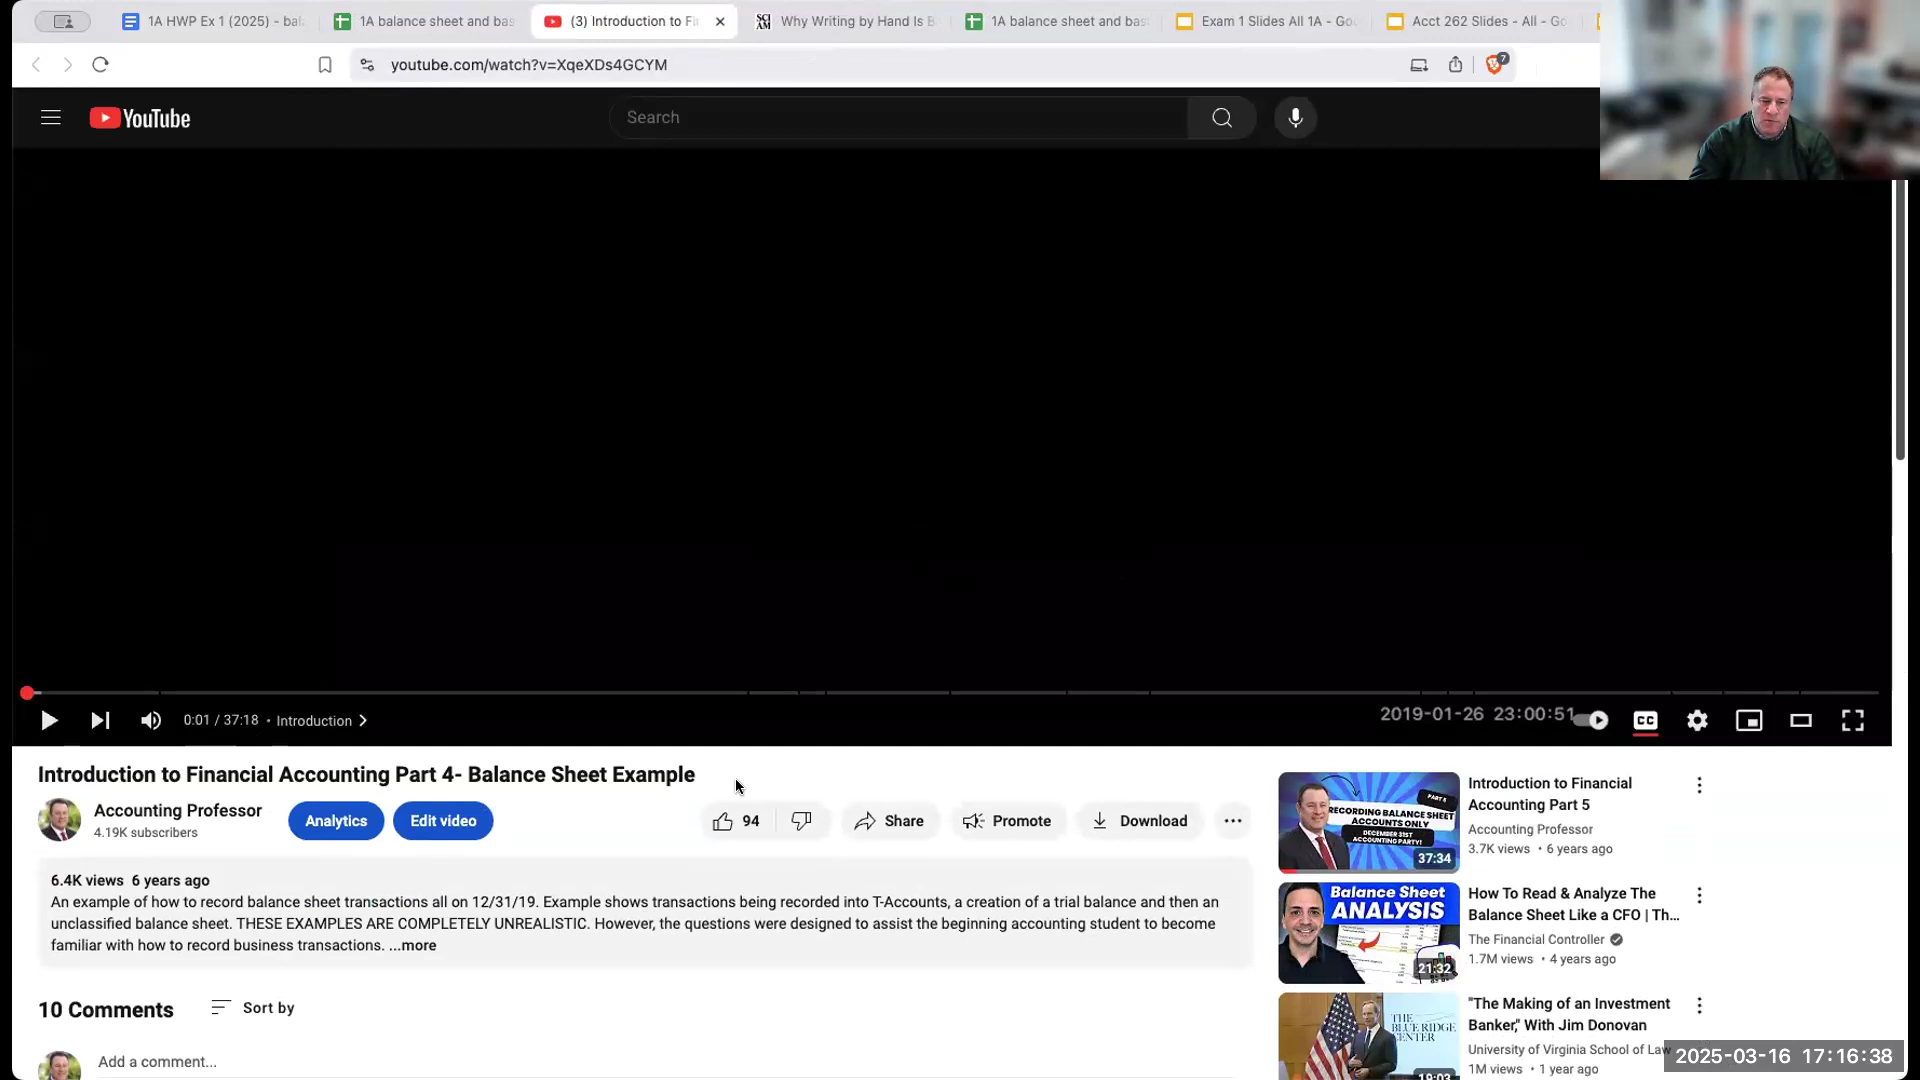 1A HWP Ex 1 (2025) - bal
1A balance sheet and bas
(3) Introduction to Fi
SCI AM
Why Writing by Hand Is B
1A balance sheet and bas
Exam 1 Slides All 1A - Goo
Acct 262 Slides - All - Go
youtube.com/watch?v=XqeXDs4GCYM
7
YouTube
Search
0:01 / 37:18 • Introduction
2019-01-26 23:00:51
CC
Introduction to Financial Accounting Part 4- Balance Sheet Example
Accounting Professor
4.19K subscribers
Analytics
Edit video
94
Share
Promote
Download
6.4K views 6 years ago
An example of how to record balance sheet transactions all on 12/31/19. Example shows transactions being recorded into T-Accounts, a creation of a trial balance and then an
unclassified balance sheet. THESE EXAMPLES ARE COMPLETELY UNREALISTIC. However, the questions were designed to assist the beginning accounting student to become
familiar with how to record business transactions. ...more
10 Comments
Sort by
Add a comment...
PART 5
RECORDING BALANCE SHEET
ACCOUNTS ONLY
DECEMBER 31ST
ACCOUNTING PARTY!
37:34
Introduction to Financial
Accounting Part 5
Accounting Professor
3.7K views • 6 years ago
Balance Sheet
ANALYSIS
21:32
How To Read & Analyze The
Balance Sheet Like a CFO | Th...
The Financial Controller
1.7M views • 4 years ago
THE
BLUE RIDGE
CENTER
19:03
"The Making of an Investment
Banker," With Jim Donovan
University of Virginia School of Law
1M views • 1 year ago
2025-03-16 17:16:38